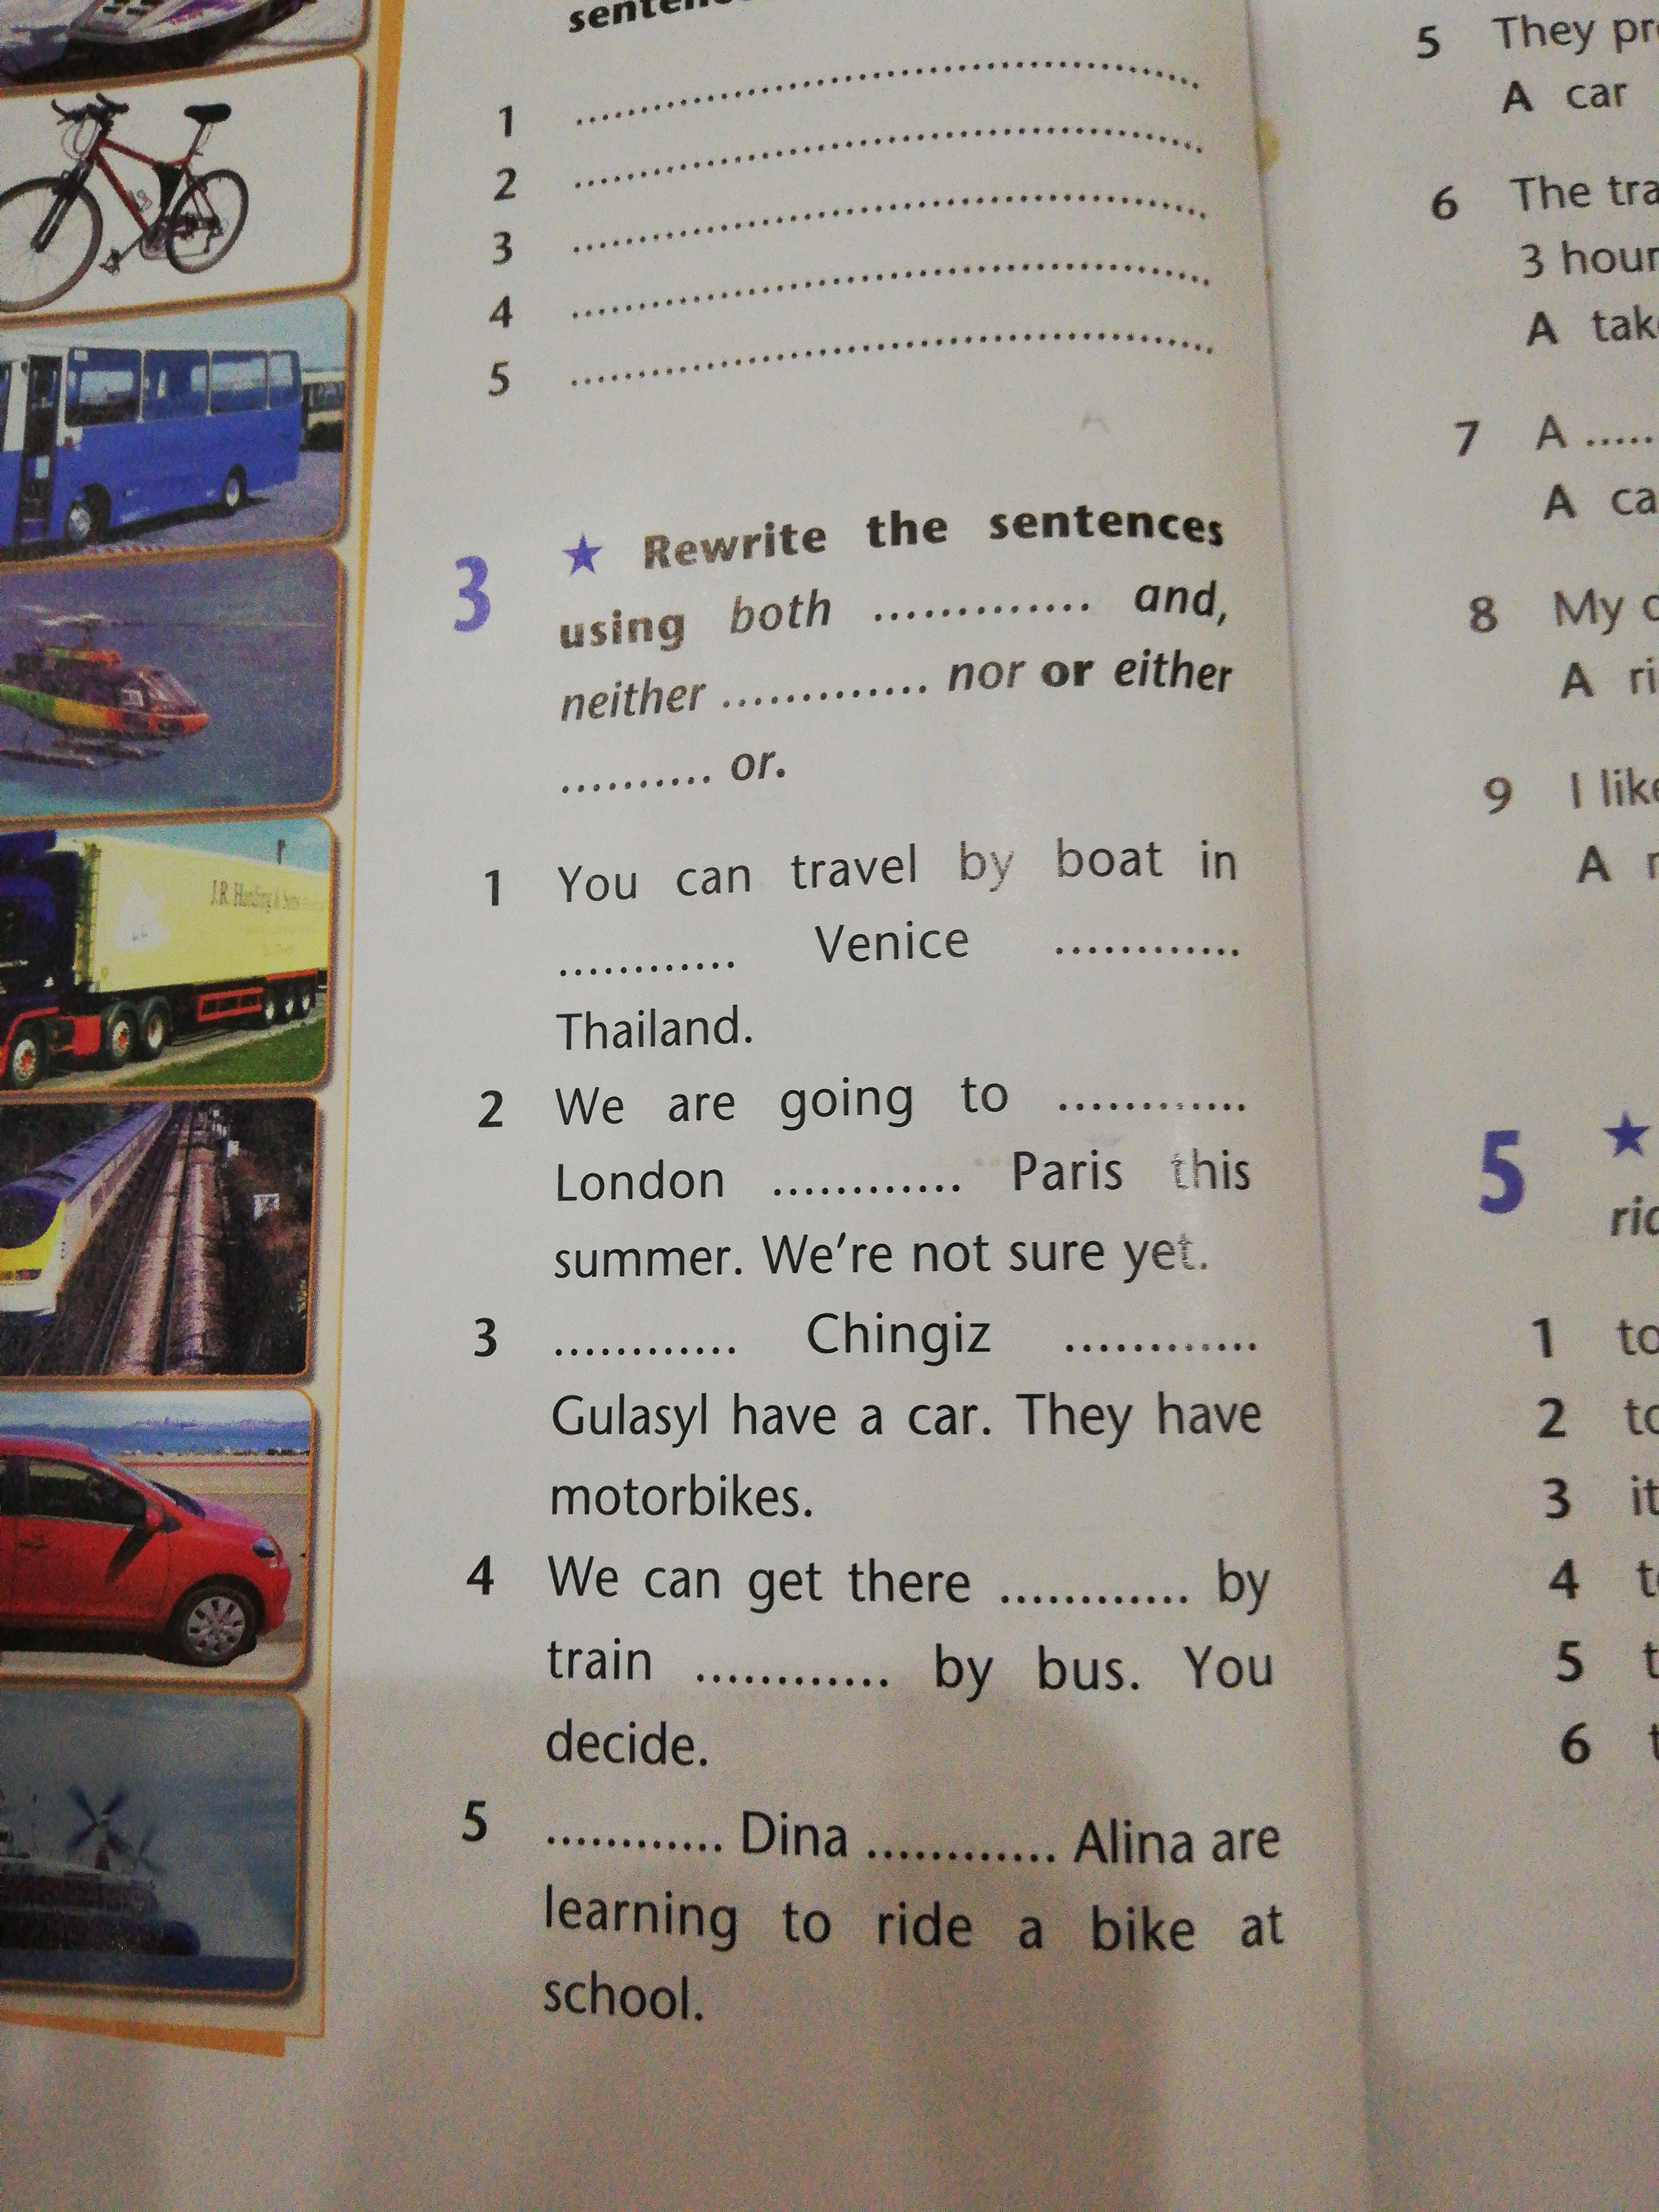 1 ..............................
2 ..............................
3 ..............................
4 ..............................
5 ..............................
3 ★ Rewrite the sentences
using both ............. and,
neither ............. nor or either
.......... or.
1 You can travel by boat in
............ Venice ............
Thailand.
2 We are going to ............
London ............ Paris this
summer. We're not sure yet.
3 ............ Chingiz ............
Gulasyl have a car. They have
motorbikes.
4 We can get there ............ by
train ............ by bus. You
decide.
5 ............ Dina ............ Alina are
learning to ride a bike at
school.
5 They
A car
6 The
3
A
7 A .....
A
8 My
A
9 I
A
5 ★
1
2
3
4
5
6